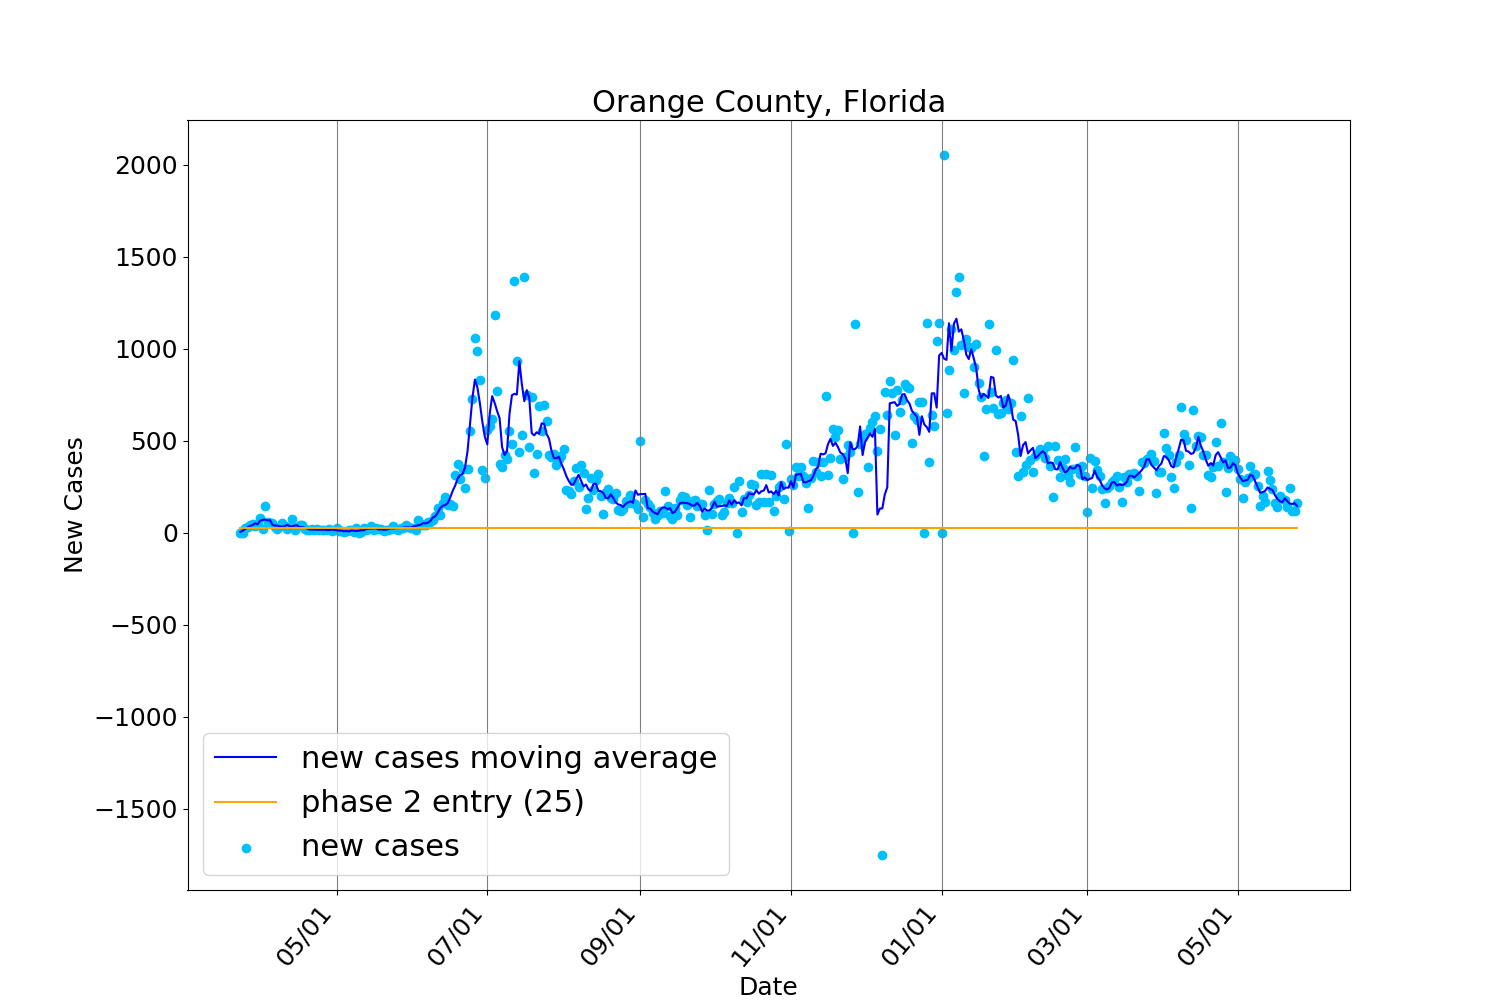 Orange County, Florida
2000
1500
1000
500
0
−500
−1000
−1500
New Cases
new cases moving average
phase 2 entry (25)
new cases
05/01
07/01
09/01
11/01
01/01
03/01
05/01
Date